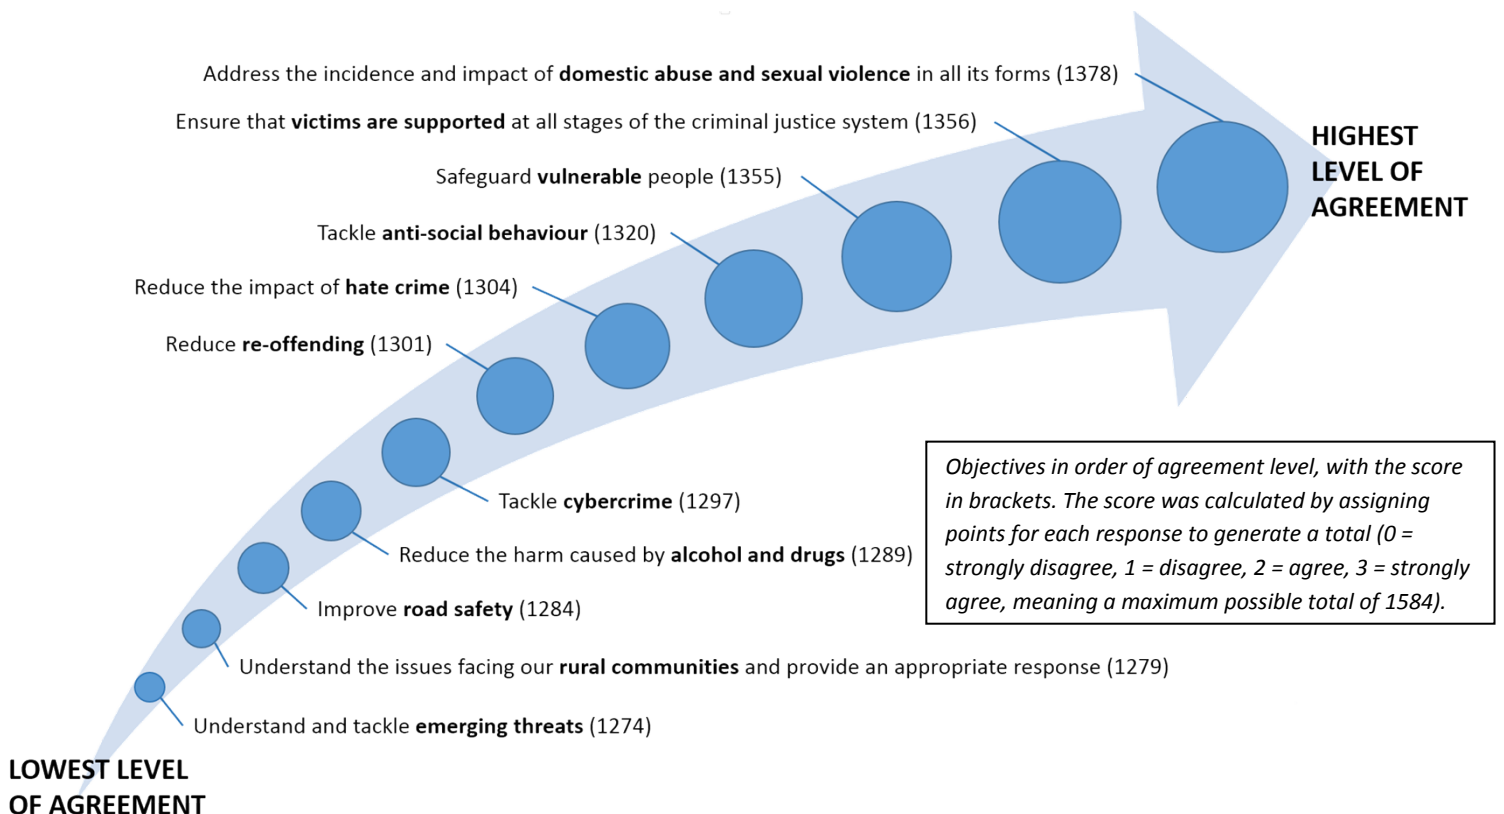 Address the incidence and impact of domestic abuse and sexual violence in all its forms (1378)
Ensure that victims are supported at all stages of the criminal justice system (1356)
HIGHEST
LEVEL OF
AGREEMENT
Safeguard vulnerable people (1355)
Tackle anti-social behaviour (1320)
Reduce the impact of hate crime (1304)
Reduce re-offending (1301)
Tackle cybercrime (1297)
Reduce the harm caused by alcohol and drugs (1289)
Improve road safety (1284)
Understand the issues facing our rural communities and provide an appropriate response (1279)
Understand and tackle emerging threats (1274)
Objectives in order of agreement level, with the score
in brackets. The score was calculated by assigning
points for each response to generate a total (0 =
strongly disagree, 1 = disagree, 2 = agree, 3 = strongly
agree, meaning a maximum possible total of 1584).
LOWEST LEVEL
OF AGREEMENT